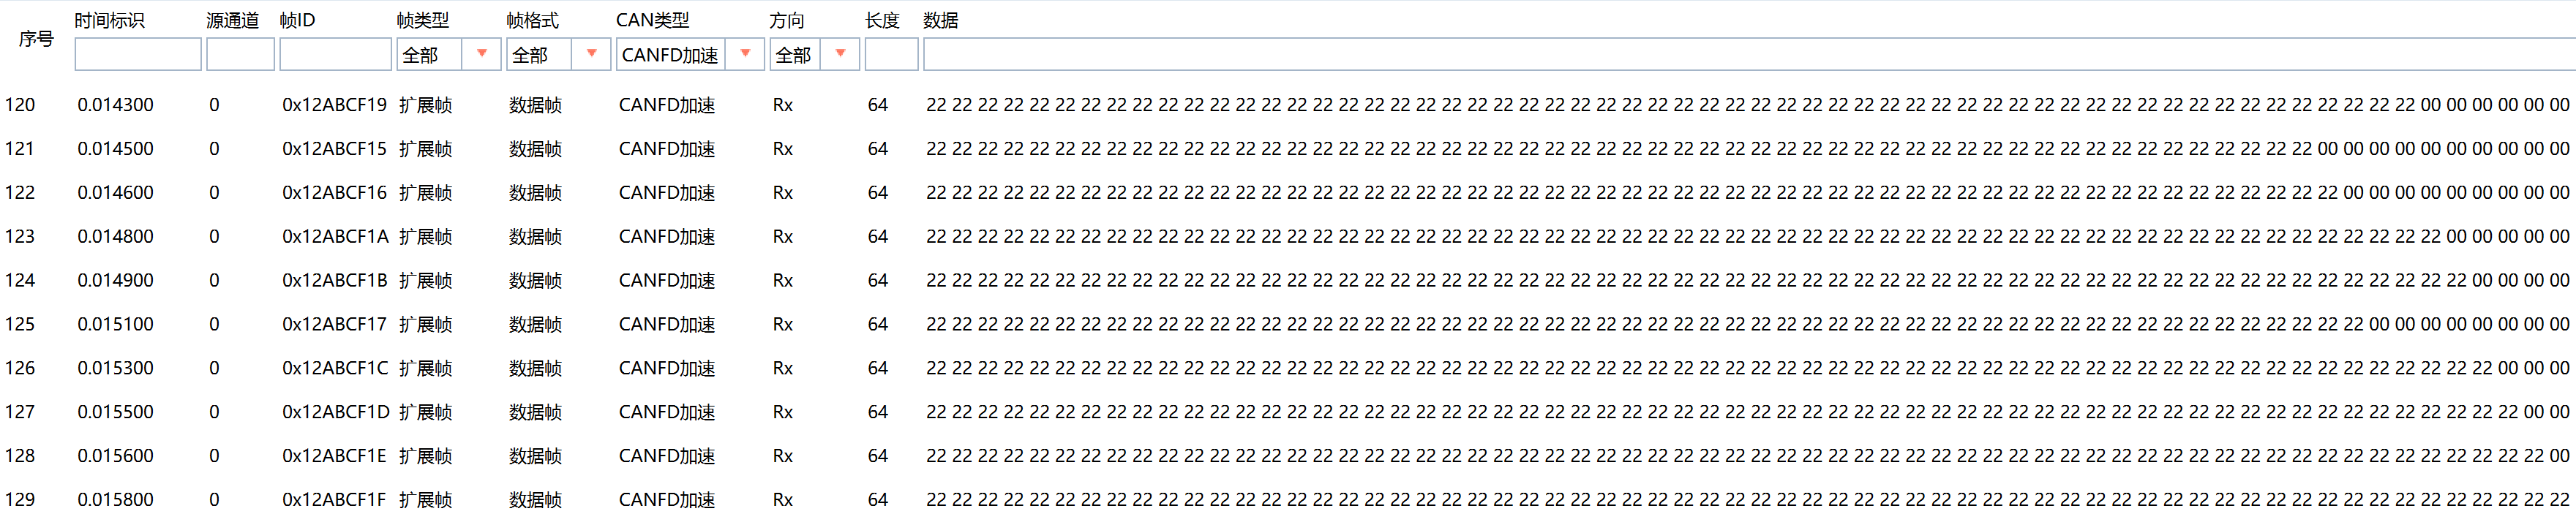 序号 时间标识 源通道 帧ID 帧类型 帧格式 CAN类型 方向 长度 数据
全部 全部 CANFD加速 全部
120 0.014300 0 0x12ABCF19 扩展帧 数据帧 CANFD加速 Rx 64 22 22 22 22 22 22 22 22 22 22 22 22 22 22 22 22 22 22 22 22 22 22 22 22 22 22 22 22 22 22 22 22 22 22 22 22 22 22 22 22 22 22 22 22 22 22 22 22 22 22 22 22 22 22 22 22 22 22 00 00 00 00 00 00
121 0.014500 0 0x12ABCF15 扩展帧 数据帧 CANFD加速 Rx 64 22 22 22 22 22 22 22 22 22 22 22 22 22 22 22 22 22 22 22 22 22 22 22 22 22 22 22 22 22 22 22 22 22 22 22 22 22 22 22 22 22 22 22 22 22 22 22 22 22 22 22 22 22 22 00 00 00 00 00 00 00 00 00 00
122 0.014600 0 0x12ABCF16 扩展帧 数据帧 CANFD加速 Rx 64 22 22 22 22 22 22 22 22 22 22 22 22 22 22 22 22 22 22 22 22 22 22 22 22 22 22 22 22 22 22 22 22 22 22 22 22 22 22 22 22 22 22 22 22 22 22 22 22 22 22 22 22 22 22 22 00 00 00 00 00 00 00 00 00
123 0.014800 0 0x12ABCF1A 扩展帧 数据帧 CANFD加速 Rx 64 22 22 22 22 22 22 22 22 22 22 22 22 22 22 22 22 22 22 22 22 22 22 22 22 22 22 22 22 22 22 22 22 22 22 22 22 22 22 22 22 22 22 22 22 22 22 22 22 22 22 22 22 22 22 22 22 22 22 22 00 00 00 00 00
124 0.014900 0 0x12ABCF1B 扩展帧 数据帧 CANFD加速 Rx 64 22 22 22 22 22 22 22 22 22 22 22 22 22 22 22 22 22 22 22 22 22 22 22 22 22 22 22 22 22 22 22 22 22 22 22 22 22 22 22 22 22 22 22 22 22 22 22 22 22 22 22 22 22 22 22 22 22 22 22 22 00 00 00 00
125 0.015100 0 0x12ABCF17 扩展帧 数据帧 CANFD加速 Rx 64 22 22 22 22 22 22 22 22 22 22 22 22 22 22 22 22 22 22 22 22 22 22 22 22 22 22 22 22 22 22 22 22 22 22 22 22 22 22 22 22 22 22 22 22 22 22 22 22 22 22 22 22 22 22 22 22 00 00 00 00 00 00 00 00
126 0.015300 0 0x12ABCF1C 扩展帧 数据帧 CANFD加速 Rx 64 22 22 22 22 22 22 22 22 22 22 22 22 22 22 22 22 22 22 22 22 22 22 22 22 22 22 22 22 22 22 22 22 22 22 22 22 22 22 22 22 22 22 22 22 22 22 22 22 22 22 22 22 22 22 22 22 22 22 22 22 22 00 00 00
127 0.015500 0 0x12ABCF1D 扩展帧 数据帧 CANFD加速 Rx 64 22 22 22 22 22 22 22 22 22 22 22 22 22 22 22 22 22 22 22 22 22 22 22 22 22 22 22 22 22 22 22 22 22 22 22 22 22 22 22 22 22 22 22 22 22 22 22 22 22 22 22 22 22 22 22 22 22 22 22 22 22 22 00 00
128 0.015600 0 0x12ABCF1E 扩展帧 数据帧 CANFD加速 Rx 64 22 22 22 22 22 22 22 22 22 22 22 22 22 22 22 22 22 22 22 22 22 22 22 22 22 22 22 22 22 22 22 22 22 22 22 22 22 22 22 22 22 22 22 22 22 22 22 22 22 22 22 22 22 22 22 22 22 22 22 22 22 22 22 00
129 0.015800 0 0x12ABCF1F 扩展帧 数据帧 CANFD加速 Rx 64 22 22 22 22 22 22 22 22 22 22 22 22 22 22 22 22 22 22 22 22 22 22 22 22 22 22 22 22 22 22 22 22 22 22 22 22 22 22 22 22 22 22 22 22 22 22 22 22 22 22 22 22 22 22 22 22 22 22 22 22 22 22 22 22